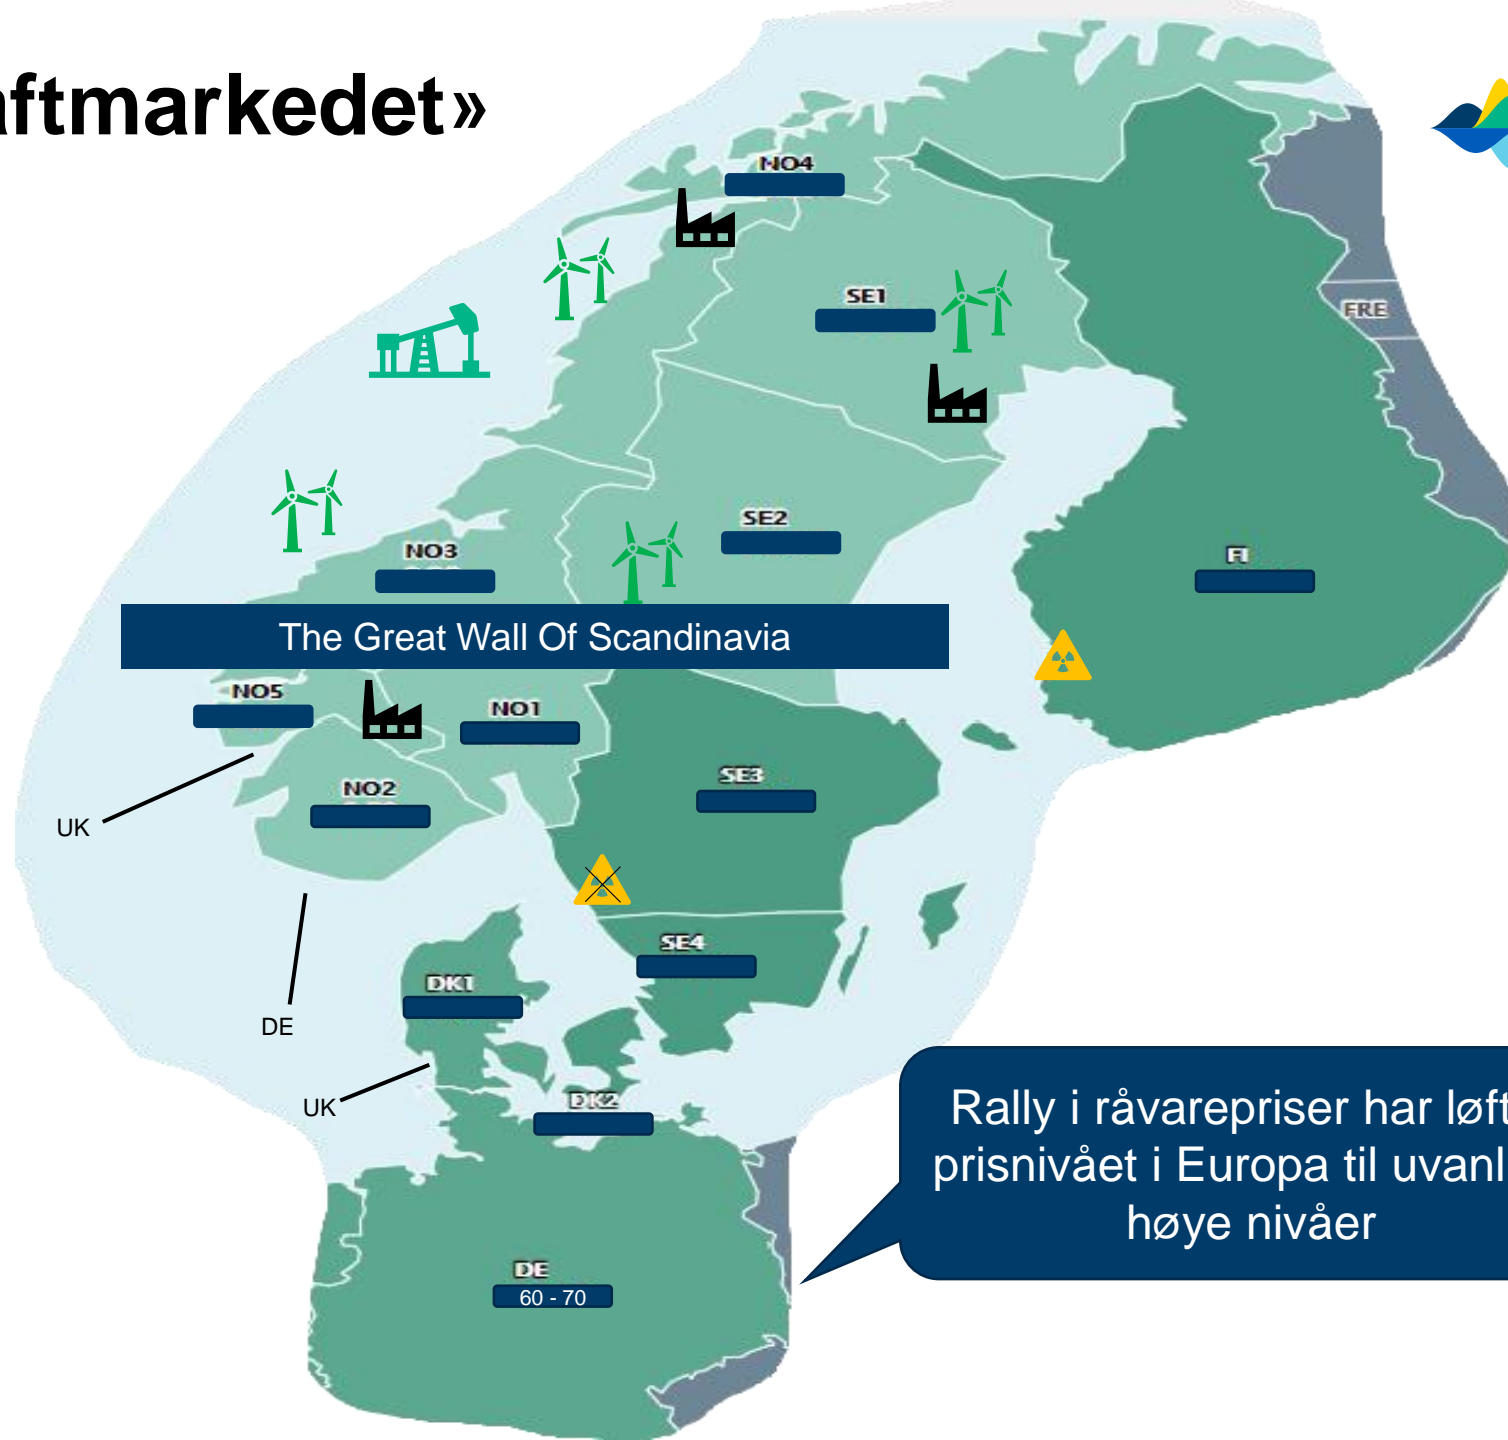 aftmarkedet»
NO4
SE1
FRE
SE2
NO3
FI
The Great Wall Of Scandinavia
NO5
NO1
NO2
SE3
UK
SE4
DK1
DE
UK
DK2
Rally i råvarepriser har løft
prisnivået i Europa til uvanl
høye nivåer
DE
60 - 70